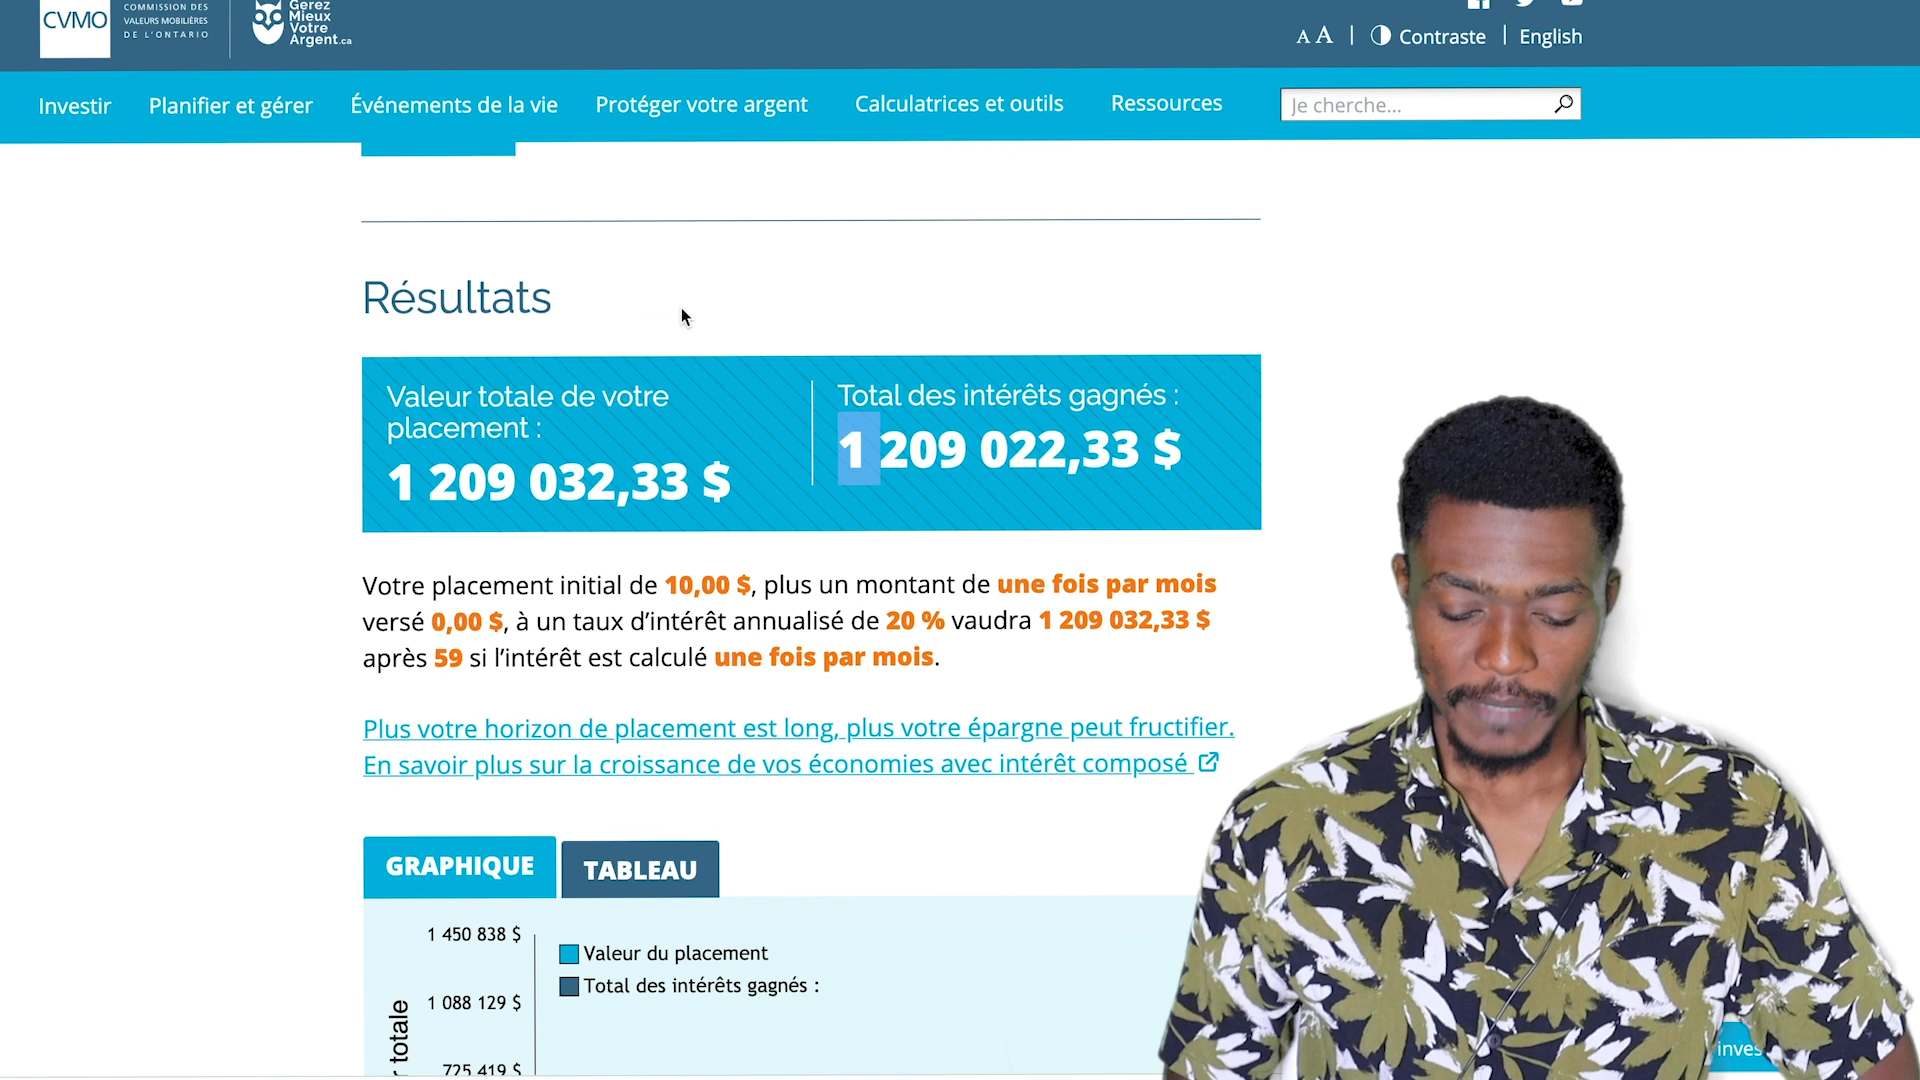 CVMO
COMMISSION DES
VALEURS MOBILIÈRES
DE L'ONTARIO
Gérez
Mieux
Votre
Argent.ca
A A | Contraste | English
Investir Planifier et gérer Événements de la vie Protéger votre argent Calculatrices et outils Ressources Je cherche...
Résultats
Valeur totale de votre
placement :
1 209 032,33 $
Total des intérêts gagnés :
1 209 022,33 $
Votre placement initial de 10,00 $, plus un montant de une fois par mois
versé 0,00 $, à un taux d’intérêt annualisé de 20 % vaudra 1 209 032,33 $
après 59 si l’intérêt est calculé une fois par mois.
Plus votre horizon de placement est long, plus votre épargne peut fructifier.
En savoir plus sur la croissance de vos économies avec intérêt composé
GRAPHIQUE TABLEAU
1 450 838 $
1 088 129 $
725 419 $
totale
Valeur du placement
Total des intérêts gagnés :
inves